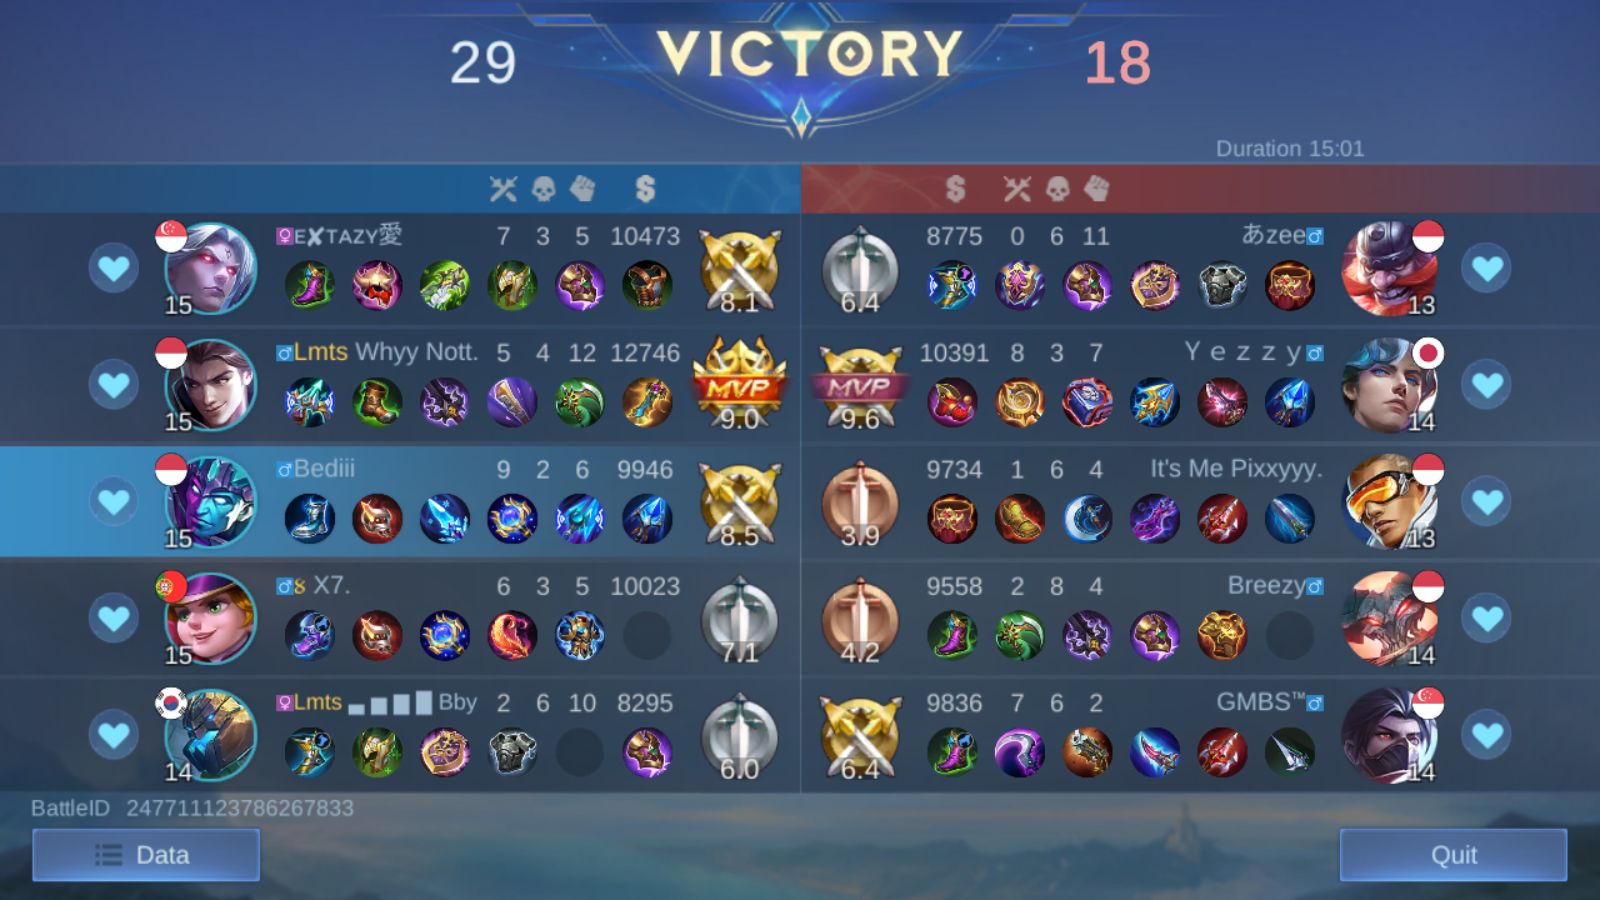 29 VICTORY 18
Duration 15:01
♀E✘TAZY愛 7 3 5 10473 8.1 15
6.4 8775 0 6 11 あzee♂ 13
♂Lmts Whyy Nott. 5 4 12 12746 MVP 9.0 15
MVP 9.6 10391 8 3 7 Y e z z y♂ 14
♂Bediii 9 2 6 9946 8.5 15
3.9 9734 1 6 4 It's Me Pixxyyy. 13
♂8 X7. 6 3 5 10023 7.1 15
4.2 9558 2 8 4 Breezy♂ 14
♀Lmts ▂▄▆█ Bby 2 6 10 8295 6.0 14
6.4 9836 7 6 2 GMBS™♂ 14
BattleID 247711123786267833
Data
Quit